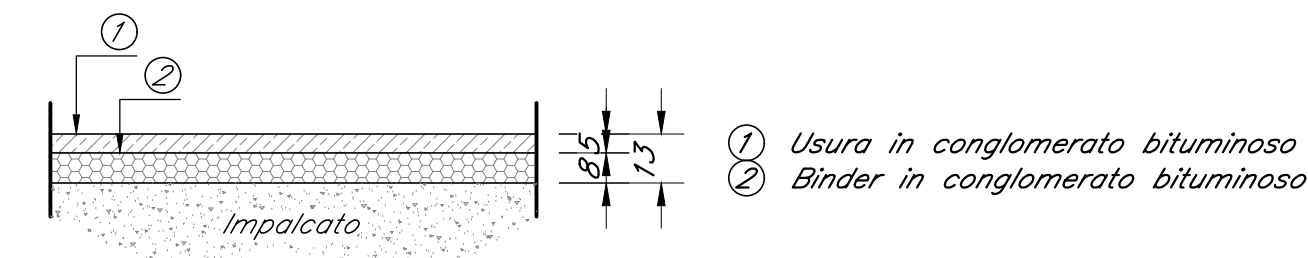 1
2
5
8
13
1 Usura in conglomerato bituminoso
2 Binder in conglomerato bituminoso
Impalcato